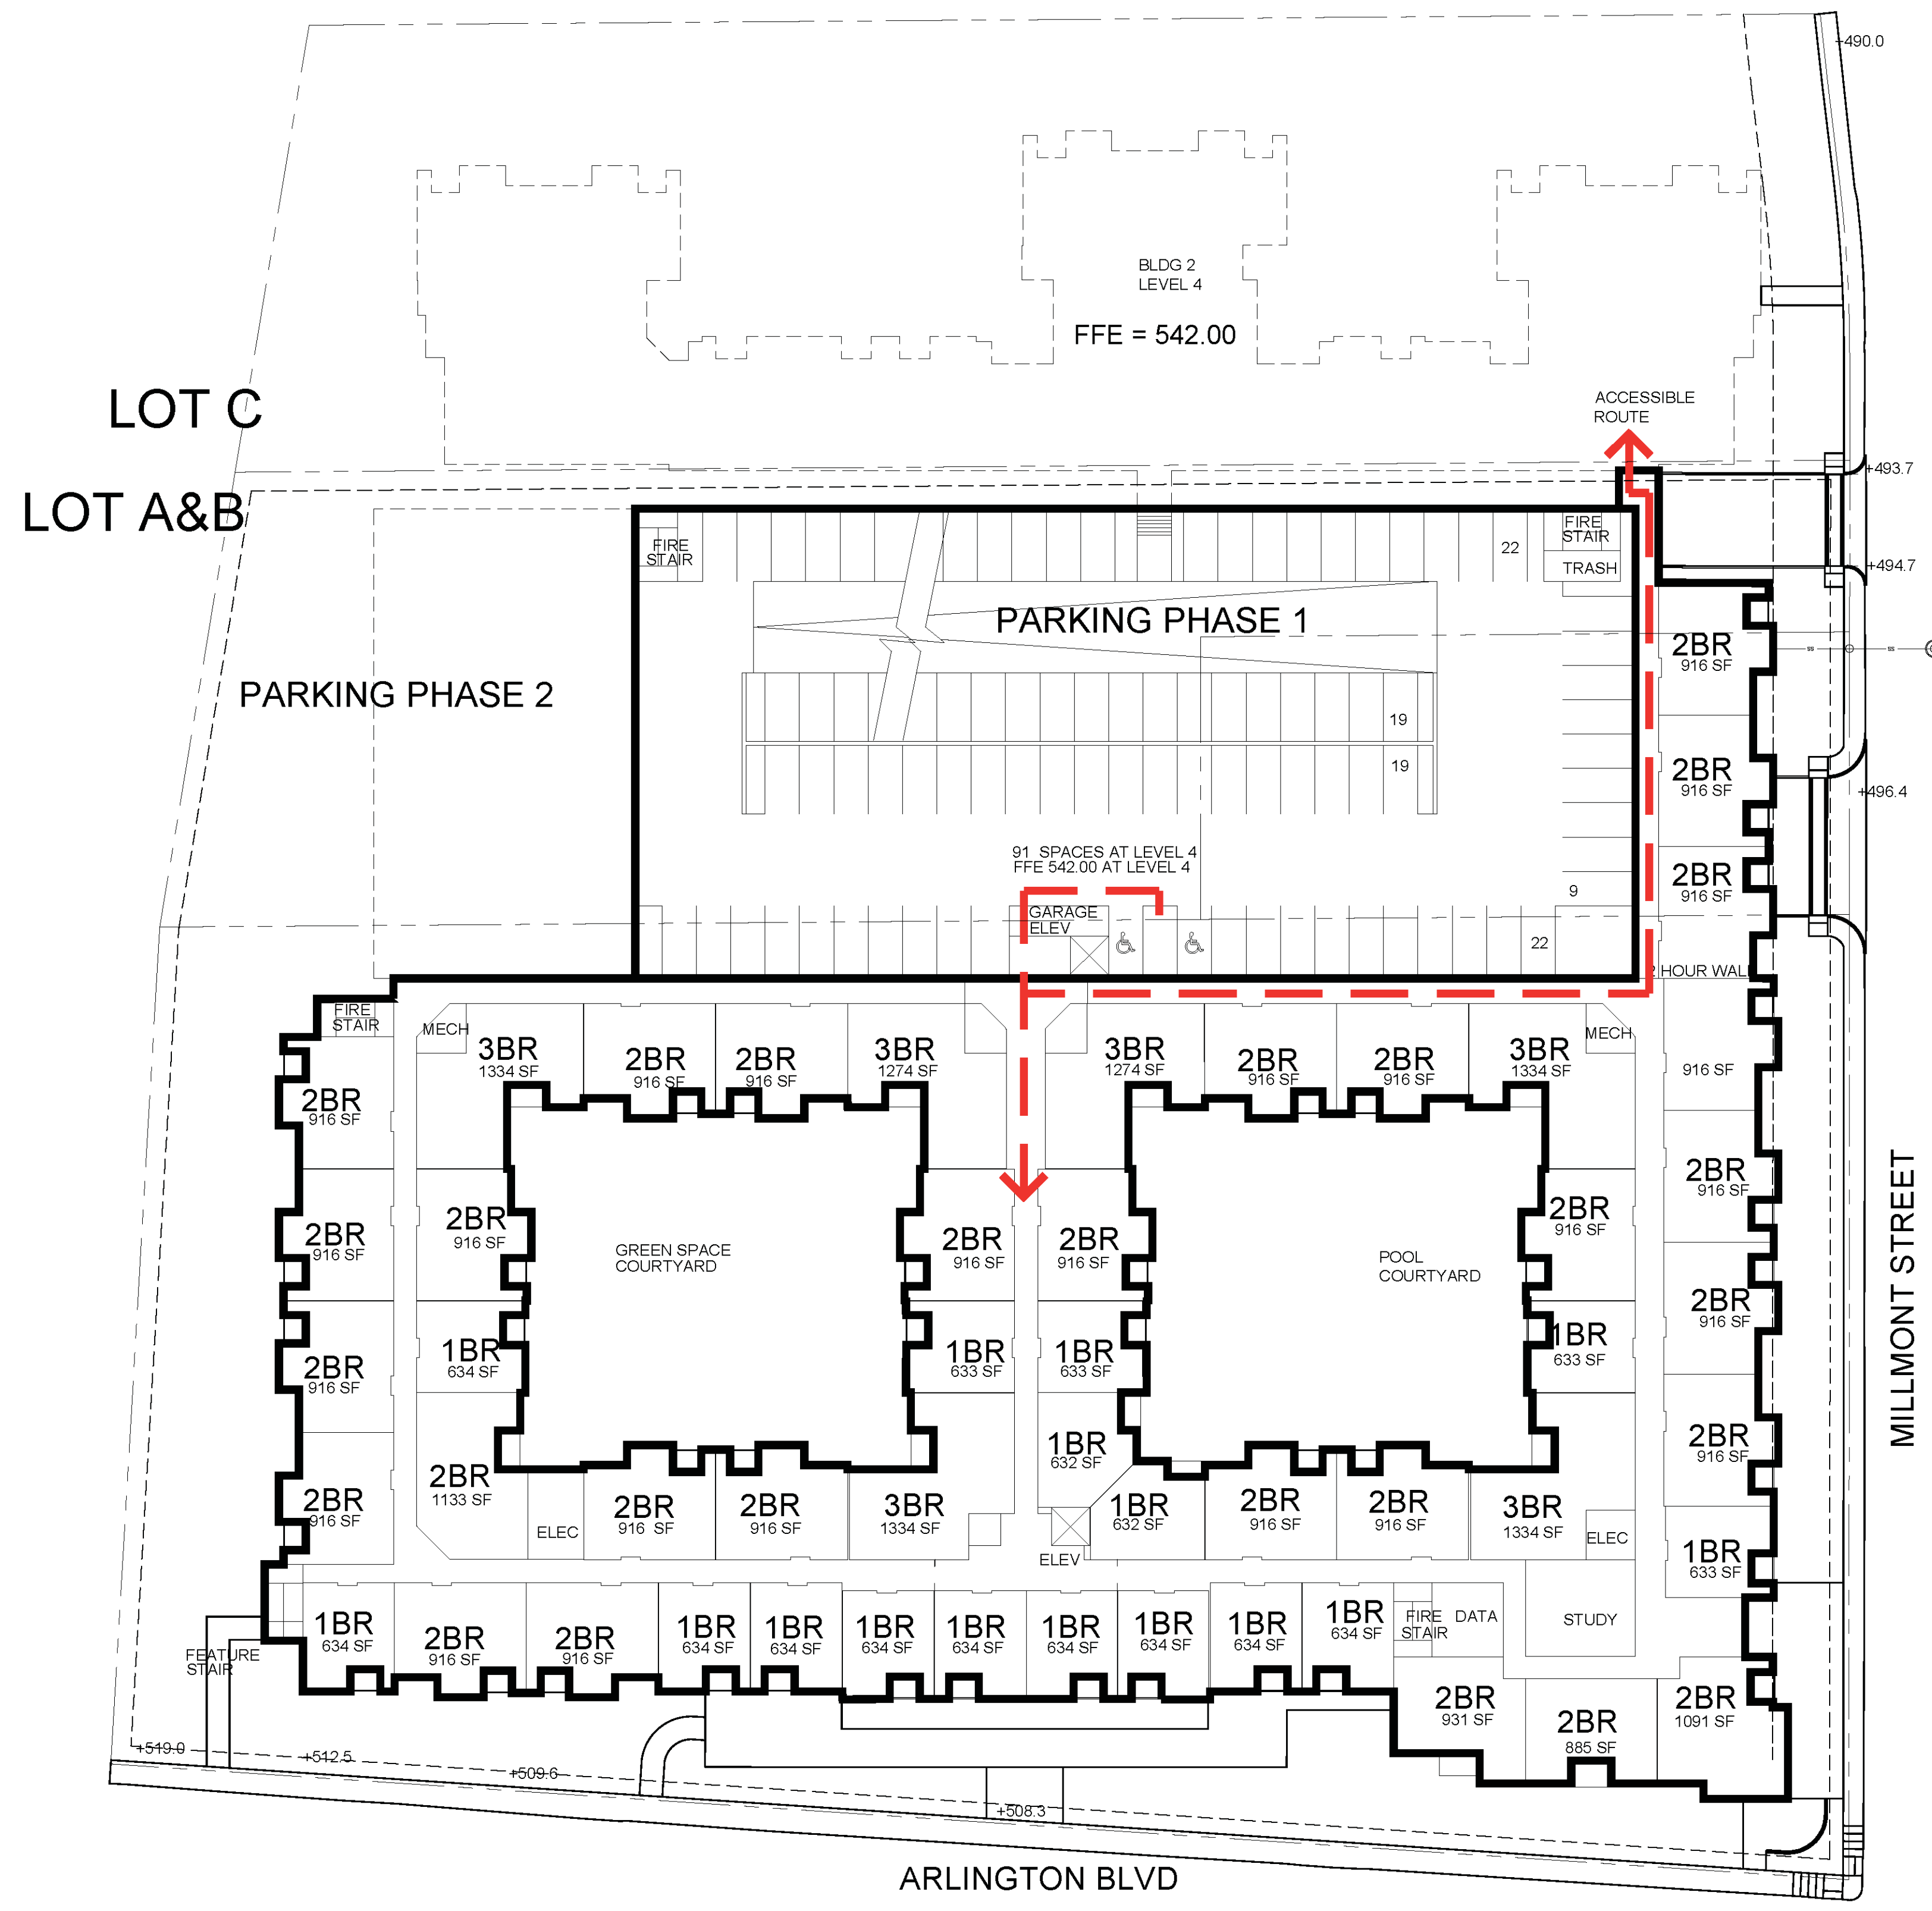 +490.0
BLDG 2
LEVEL 4
FFE = 542.00
LOT C
ACCESSIBLE
ROUTE
+493.7
LOT A&B
FIRE
STAIR
22
FIRE
STAIR
TRASH
+494.7
PARKING PHASE 1
2BR
916 SF
SS
SS
PARKING PHASE 2
19
19
2BR
916 SF
+496.4
91 SPACES AT LEVEL 4
FFE 542.00 AT LEVEL 4
2BR
916 SF
9
GARAGE
ELEV
22
HOUR WAL
FIRE
STAIR
MECH
3BR
1334 SF
2BR
916 SF
2BR
916 SF
3BR
1274 SF
3BR
1274 SF
2BR
916 SF
2BR
916 SF
3BR
1334 SF
MECH
916 SF
2BR
916 SF
2BR
916 SF
2BR
916 SF
GREEN SPACE
COURTYARD
2BR
916 SF
2BR
916 SF
POOL
COURTYARD
2BR
916 SF
2BR
916 SF
2BR
916 SF
2BR
916 SF
1BR
634 SF
1BR
633 SF
1BR
633 SF
1BR
633 SF
2BR
916 SF
MILLMONT STREET
2BR
916 SF
2BR
1133 SF
1BR
632 SF
2BR
916 SF
ELEC
2BR
916 SF
2BR
916 SF
3BR
1334 SF
1BR
632 SF
2BR
916 SF
2BR
916 SF
3BR
1334 SF
ELEC
ELEV
1BR
633 SF
1BR
634 SF
2BR
916 SF
2BR
916 SF
1BR
634 SF
1BR
634 SF
1BR
634 SF
1BR
634 SF
1BR
634 SF
1BR
634 SF
1BR
634 SF
1BR
634 SF
FIRE
STAIR
DATA
STUDY
FEATURE
STAIR
2BR
931 SF
2BR
885 SF
2BR
1091 SF
+519.0
+512.5
+509.6
+508.3
ARLINGTON BLVD